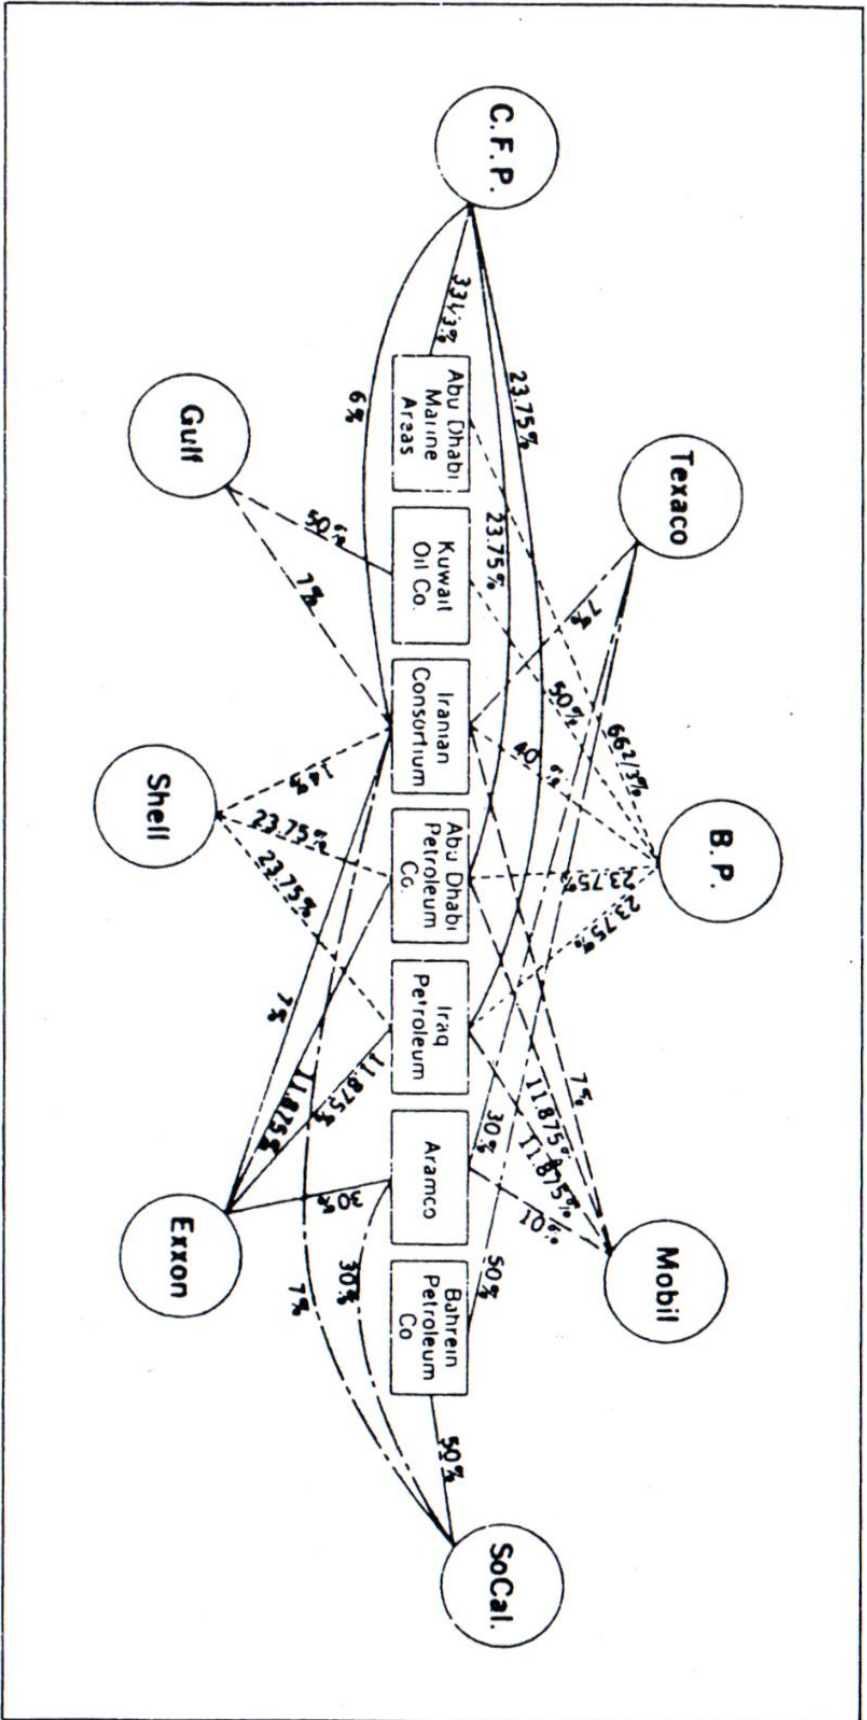 Texaco
B. P.
Mobil
C. F. P.
SoCal.
Gulf
Shell
Exxon
Abu Dhabi
Marine
Areas
Kuwait
Oil Co.
Iranian
Consortium
Abu Dhabi
Petroleum
Co.
Iraq
Petroleum
Aramco
Bahrein
Petroleum
Co
33 1/3%
23.75%
23.75%
6%
7%
50%
66 2/3%
40%
23.75%
23.75%
7%
11.875%
11.875%
10%
30%
50%
50%
50%
7%
14%
23.75%
23.75%
7%
11.875%
11.875%
30%
30%
7%